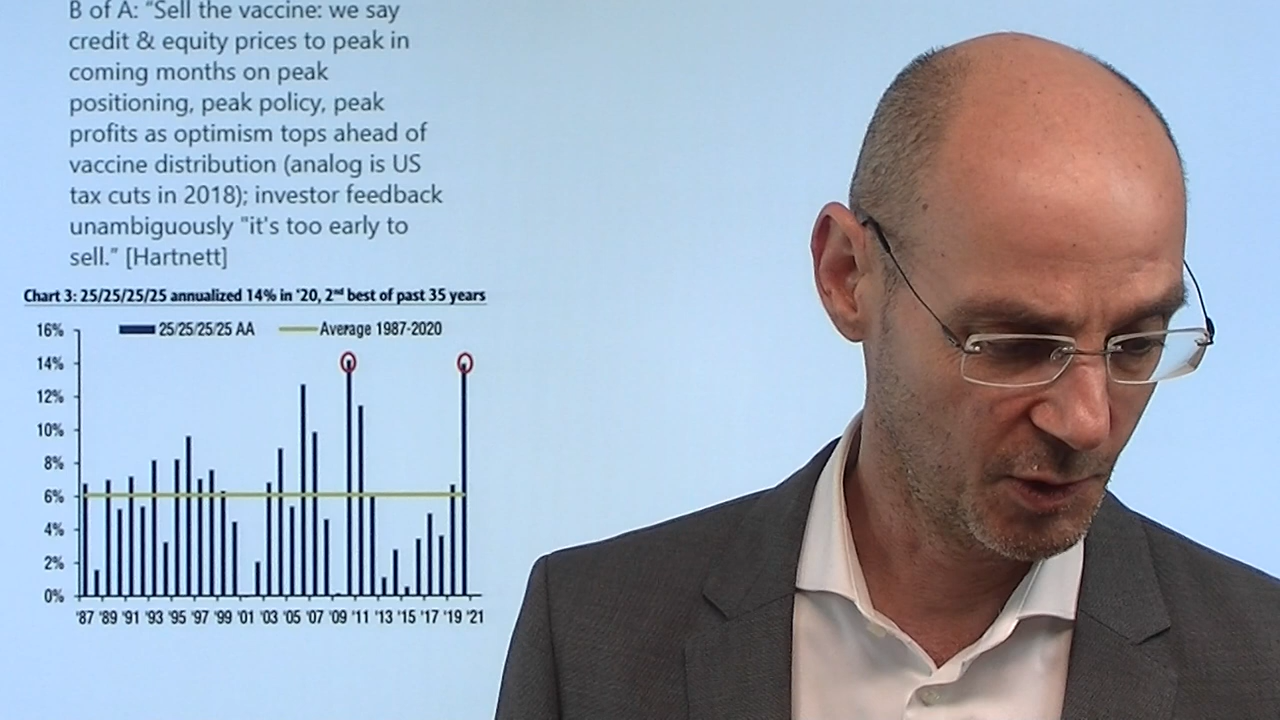 B of A: “Sell the vaccine: we say
credit & equity prices to peak in
coming months on peak
positioning, peak policy, peak
profits as optimism tops ahead of
vaccine distribution (analog is US
tax cuts in 2018); investor feedback
unambiguously "it's too early to
sell.” [Hartnett]
Chart 3: 25/25/25/25 annualized 14% in '20, 2nd best of past 35 years
25/25/25/25 AA Average 1987-2020
16%
14%
12%
10%
8%
6%
4%
2%
0%
'87 '89 '91 '93 '95 '97 '99 '01 '03 '05 '07 '09 '11 '13 '15 '17 '19 '21